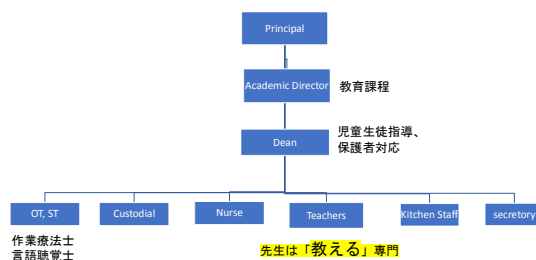 Principal
Academic Director
教育課程
Dean
児童生徒指導、
保護者対応
OT, ST
Custodial
Nurse
Teachers
Kitchen Staff
secretory
作業療法士
言語聴覚士
先生は「教える」専門